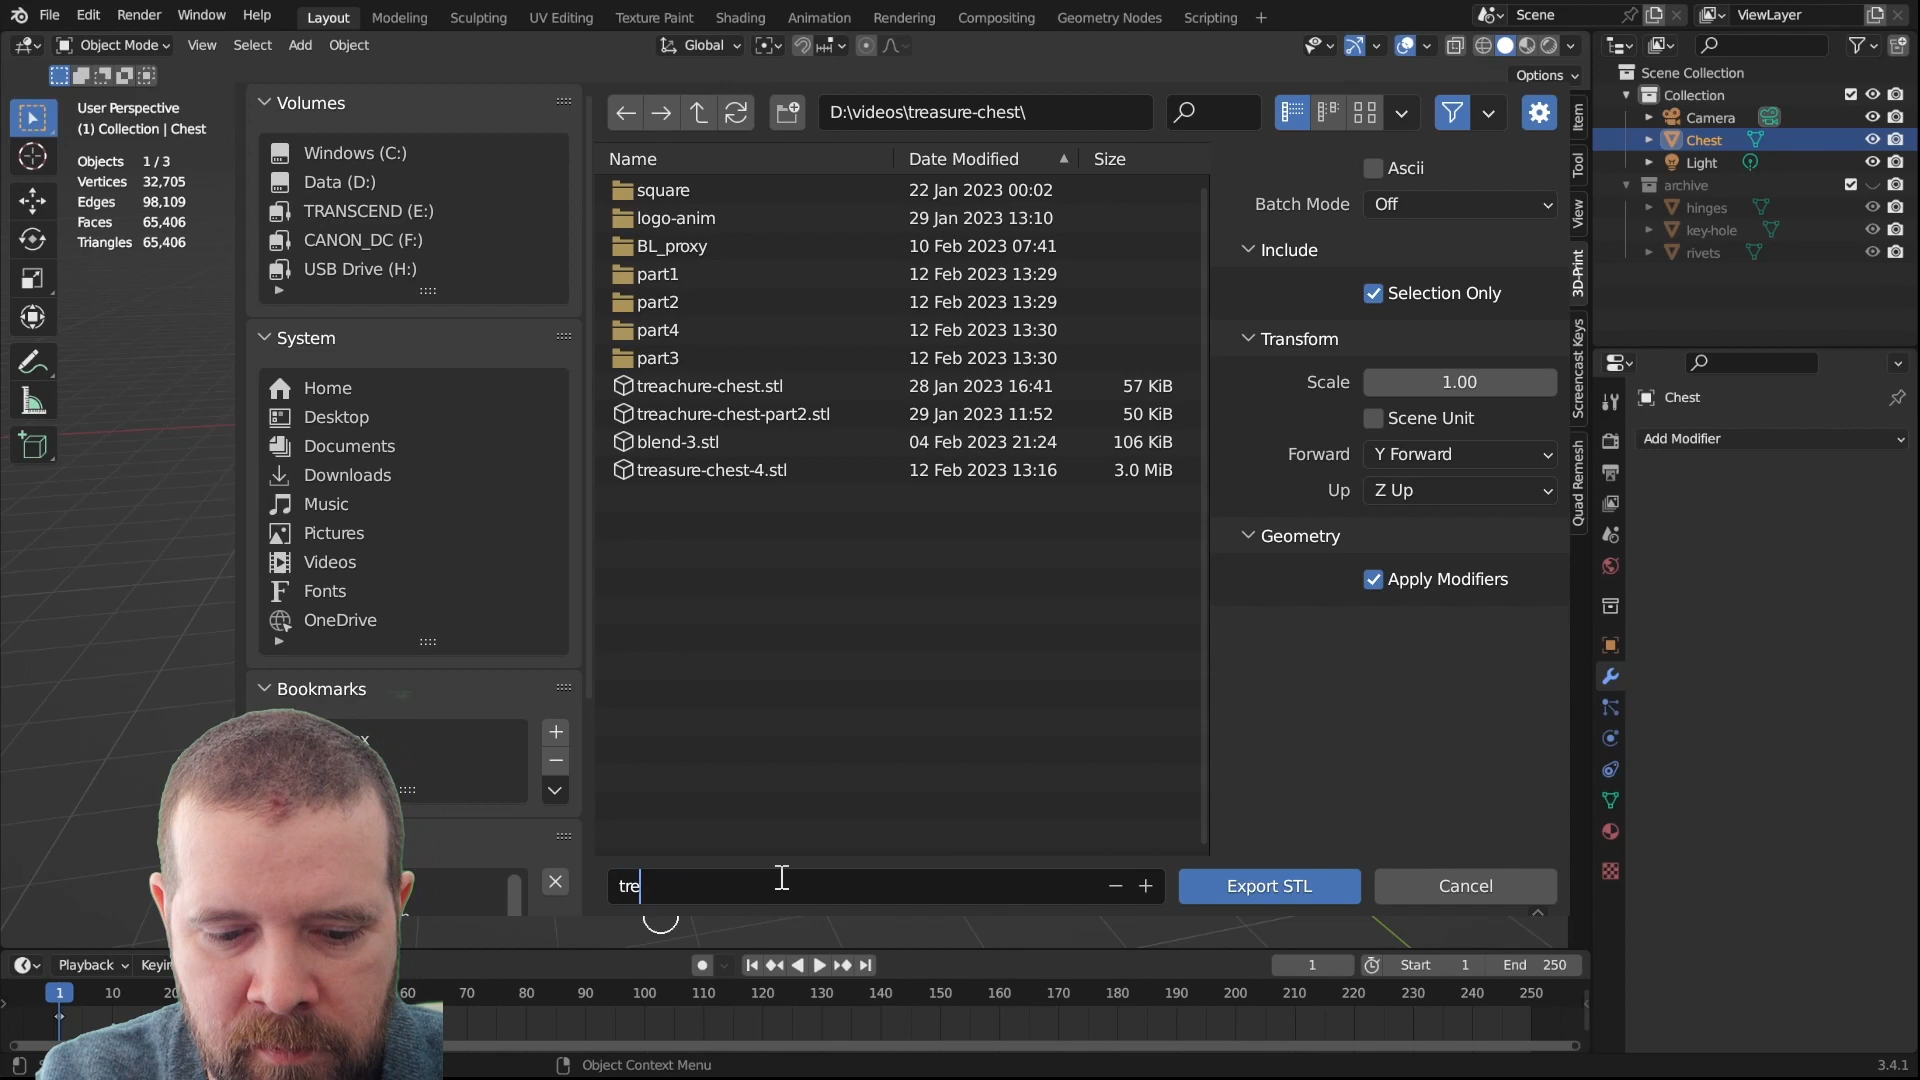 File Edit Render Window Help Layout Modeling Sculpting UV Editing Texture Paint Shading Animation Rendering Compositing Geometry Nodes Scripting + Scene ViewLayer
Object Mode View Select Add Object Global
Options
User Perspective
(1) Collection | Chest
Objects 1 / 3
Vertices 32,705
Edges 98,109
Faces 65,406
Triangles 65,406
Volumes
Windows (C:)
Data (D:)
TRANSCEND (E:)
CANON_DC (F:)
USB Drive (H:)
System
Home
Desktop
Documents
Downloads
Music
Pictures
Videos
Fonts
OneDrive
Bookmarks
D:\videos\treasure-chest\
Name Date Modified Size
square 22 Jan 2023 00:02
logo-anim 29 Jan 2023 13:10
BL_proxy 10 Feb 2023 07:41
part1 12 Feb 2023 13:29
part2 12 Feb 2023 13:29
part4 12 Feb 2023 13:30
part3 12 Feb 2023 13:30
treachure-chest.stl 28 Jan 2023 16:41 57 KiB
treachure-chest-part2.stl 29 Jan 2023 11:52 50 KiB
blend-3.stl 04 Feb 2023 21:24 106 KiB
treasure-chest-4.stl 12 Feb 2023 13:16 3.0 MiB
tre
Export STL Cancel
Ascii
Batch Mode Off
Include
Selection Only
Transform
Scale 1.00
Scene Unit
Forward Y Forward
Up Z Up
Geometry
Apply Modifiers
Item
Tool
View
3D-Print
Screencast Keys
Quad Remesh
Scene Collection
Collection
Camera
Chest
Light
archive
hinges
key-hole
rivets
Chest
Add Modifier
Playback 1 Start 1 End 250
1 10 60 70 80 90 100 110 120 130 140 150 160 170 180 190 200 210 220 230 240 250
Object Context Menu 3.4.1